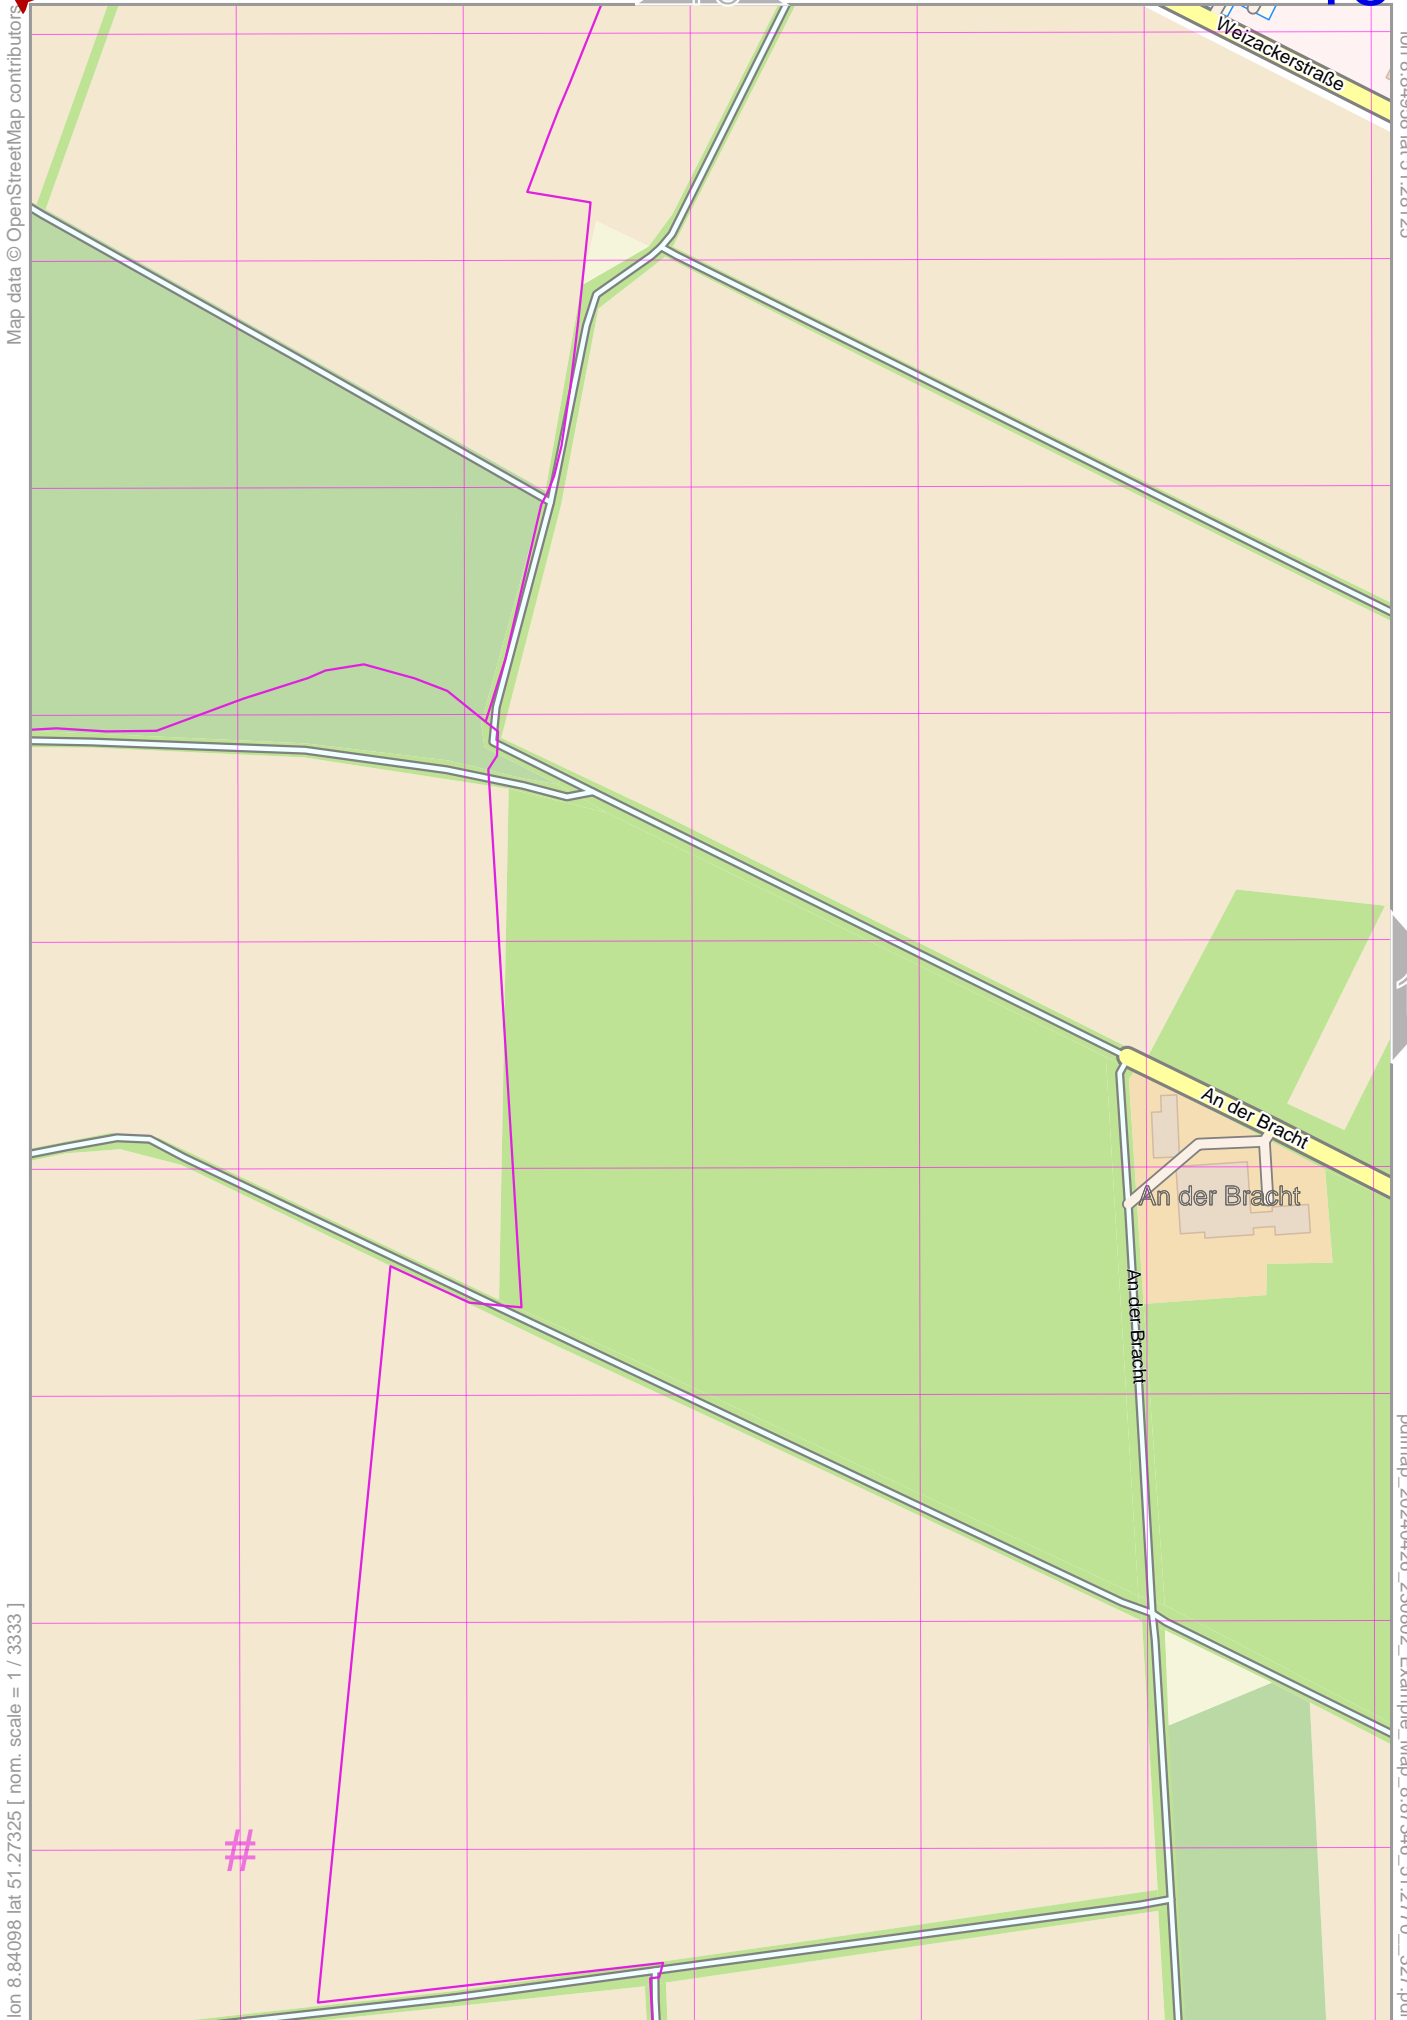 Map data © OpenStreetMap contributors
Weizackerstraße
An der Bracht
An der Bracht
An der Bracht
#
lon 8.84098 lat 51.27325 [ nom. scale = 1 / 3333 ]